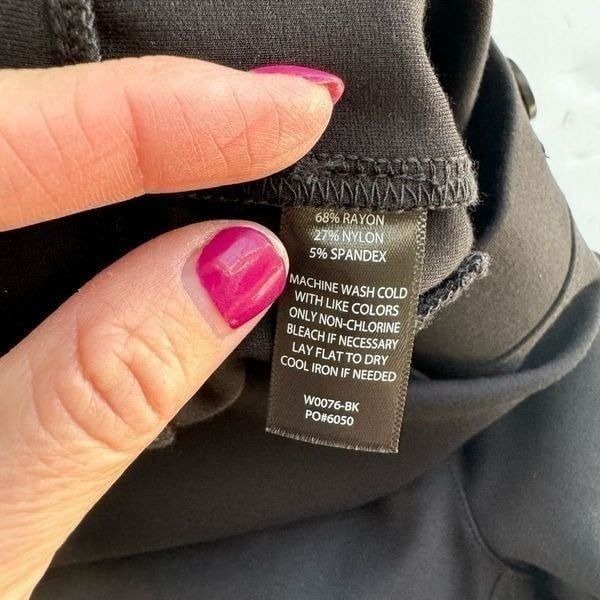 68% RAYON
27% NYLON
5% SPANDEX
MACHINE WASH COLD
WITH LIKE COLORS
ONLY NON-CHLORINE
BLEACH IF NECESSARY
LAY FLAT TO DRY
COOL IRON IF NEEDED
W0076-BK
PO#6050